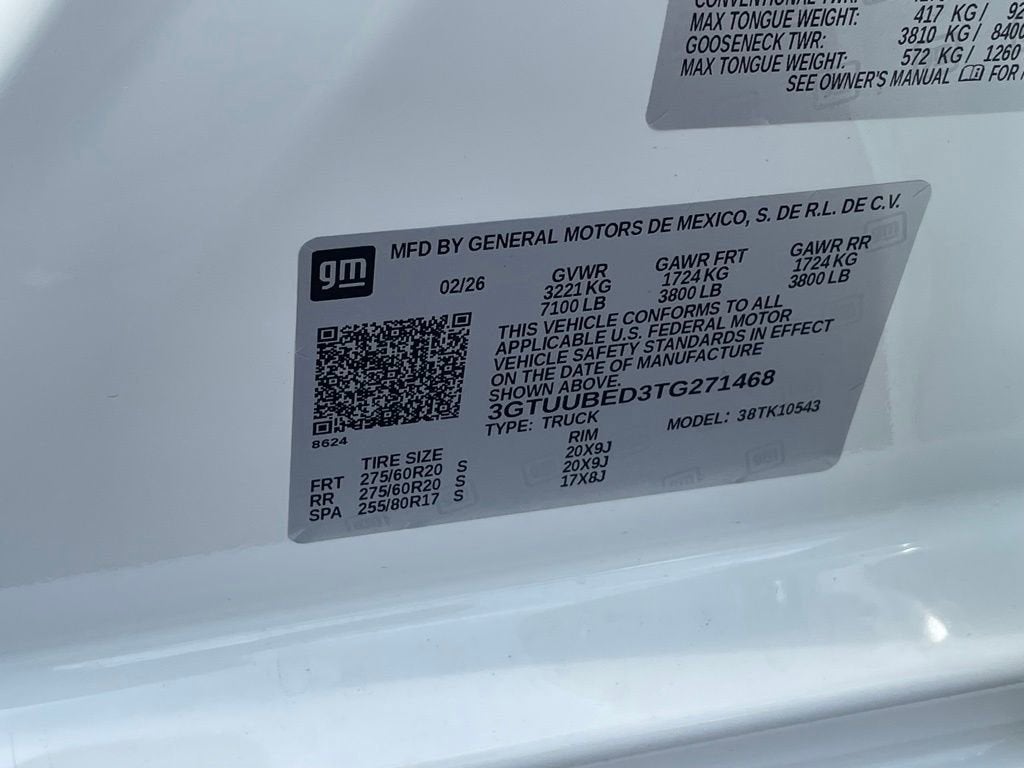 MAX TONGUE WEIGHT: 417 KG/
GOOSENECK TWR: 3810 KG/ 8400
MAX TONGUE WEIGHT: 572 KG/ 1260
SEE OWNER'S MANUAL FOR
gm
MFD BY GENERAL MOTORS DE MEXICO, S. DE R.L. DE C.V.
02/26 GVWR GAWR FRT GAWR RR
3221 KG 1724 KG 1724 KG
7100 LB 3800 LB 3800 LB
THIS VEHICLE CONFORMS TO ALL
APPLICABLE U.S. FEDERAL MOTOR
VEHICLE SAFETY STANDARDS IN EFFECT
ON THE DATE OF MANUFACTURE
SHOWN ABOVE.
3GTUUBED3TG271468
TYPE: TRUCK MODEL: 38TK10543
8624
TIRE SIZE RIM
FRT 275/60R20 S 20X9J
RR 275/60R20 S 20X9J
SPA 255/80R17 S 17X8J